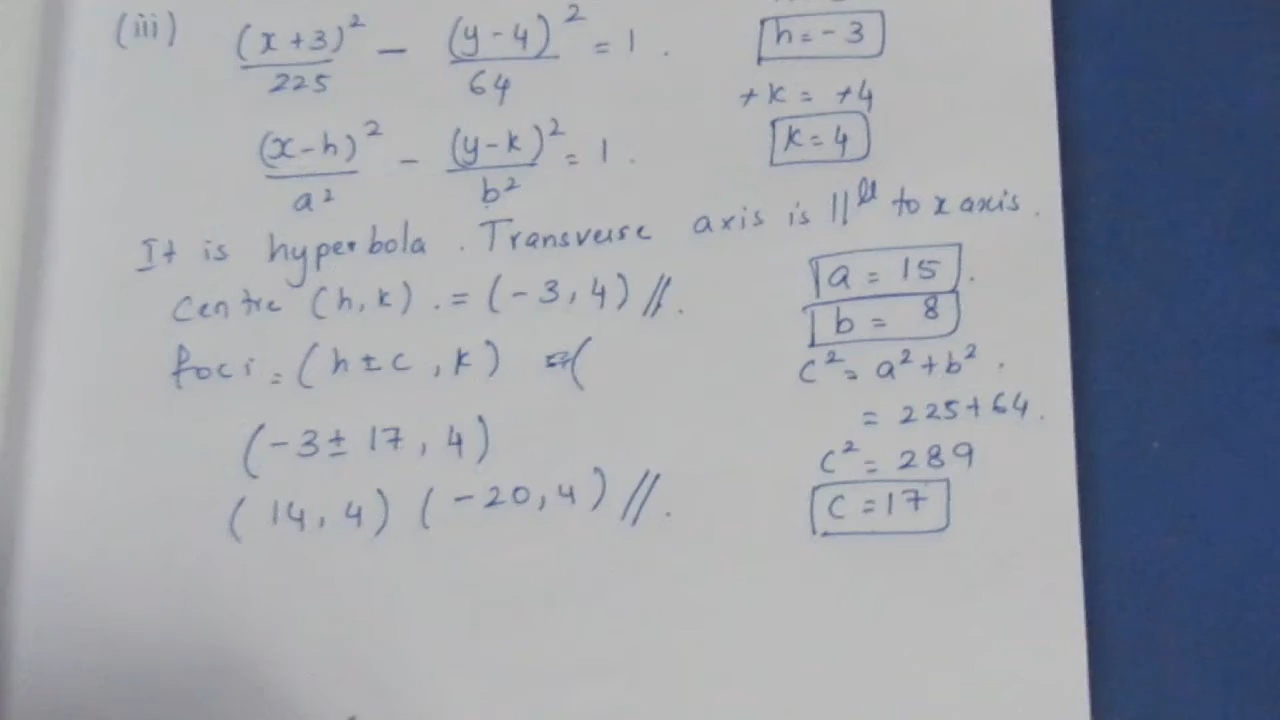 (iii) (x+3)²/225 − (y-4)²/64 = 1 .
h = -3
+k = +4
(x-h)²/a² − (y-k)²/b² = 1 .
k = 4
It is hyperbola . Transverse axis is ||ˡˡ to x axis .
a = 15 .
Centre (h, k) . = (-3, 4) //.
b = 8
foci = (h ± c , k) = (
c² = a² + b² .
= 225 + 64 .
(-3 ± 17 , 4)
c² = 289
(14, 4) (-20, 4) //.
c = 17